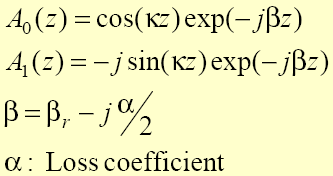 A₀(z) = cos(κz) exp(−jβz)
A₁(z) = −j sin(κz) exp(−jβz)
β = βᵣ − j α/2
α : Loss coefficient